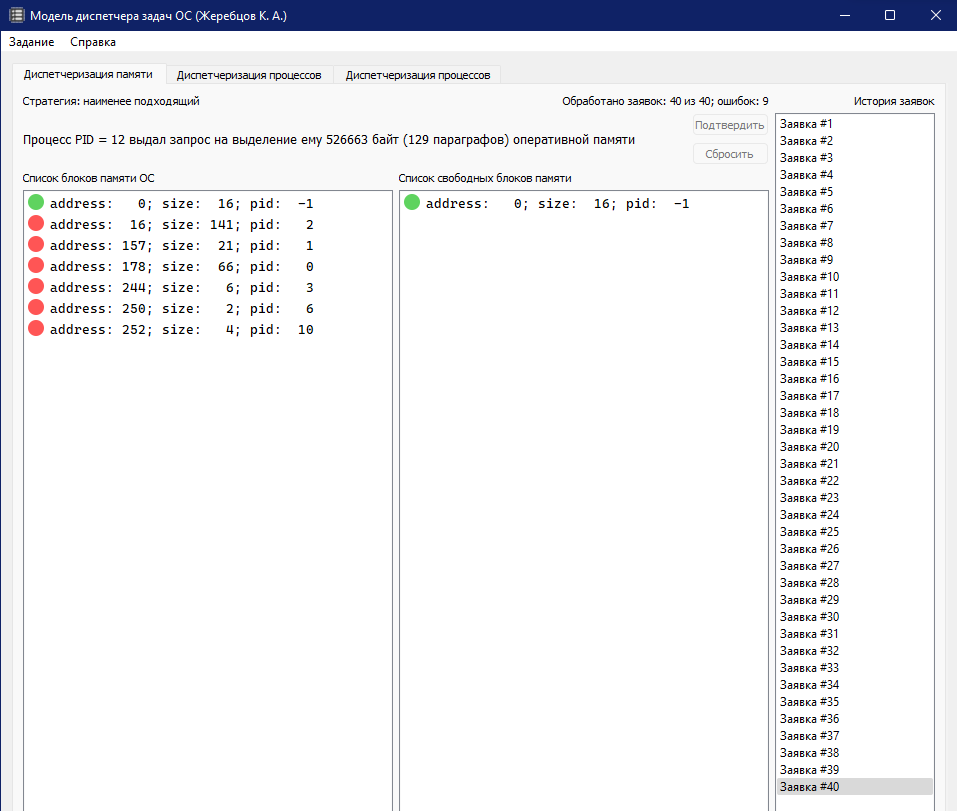 Модель диспетчера задач ОС (Жеребцов К. А.)
Задание Справка
Диспетчеризация памяти Диспетчеризация процессов Диспетчеризация процессов
Стратегия: наименее подходящий Обработано заявок: 40 из 40; ошибок: 9 История заявок
Процесс PID = 12 выдал запрос на выделение ему 526663 байт (129 параграфов) оперативной памяти
Подтвердить
Сбросить
Список блоков памяти ОС
address: 0; size: 16; pid: -1
address: 16; size: 141; pid: 2
address: 157; size: 21; pid: 1
address: 178; size: 66; pid: 0
address: 244; size: 6; pid: 3
address: 250; size: 2; pid: 6
address: 252; size: 4; pid: 10
Список свободных блоков памяти
address: 0; size: 16; pid: -1
Заявка #1
Заявка #2
Заявка #3
Заявка #4
Заявка #5
Заявка #6
Заявка #7
Заявка #8
Заявка #9
Заявка #10
Заявка #11
Заявка #12
Заявка #13
Заявка #14
Заявка #15
Заявка #16
Заявка #17
Заявка #18
Заявка #19
Заявка #20
Заявка #21
Заявка #22
Заявка #23
Заявка #24
Заявка #25
Заявка #26
Заявка #27
Заявка #28
Заявка #29
Заявка #30
Заявка #31
Заявка #32
Заявка #33
Заявка #34
Заявка #35
Заявка #36
Заявка #37
Заявка #38
Заявка #39
Заявка #40